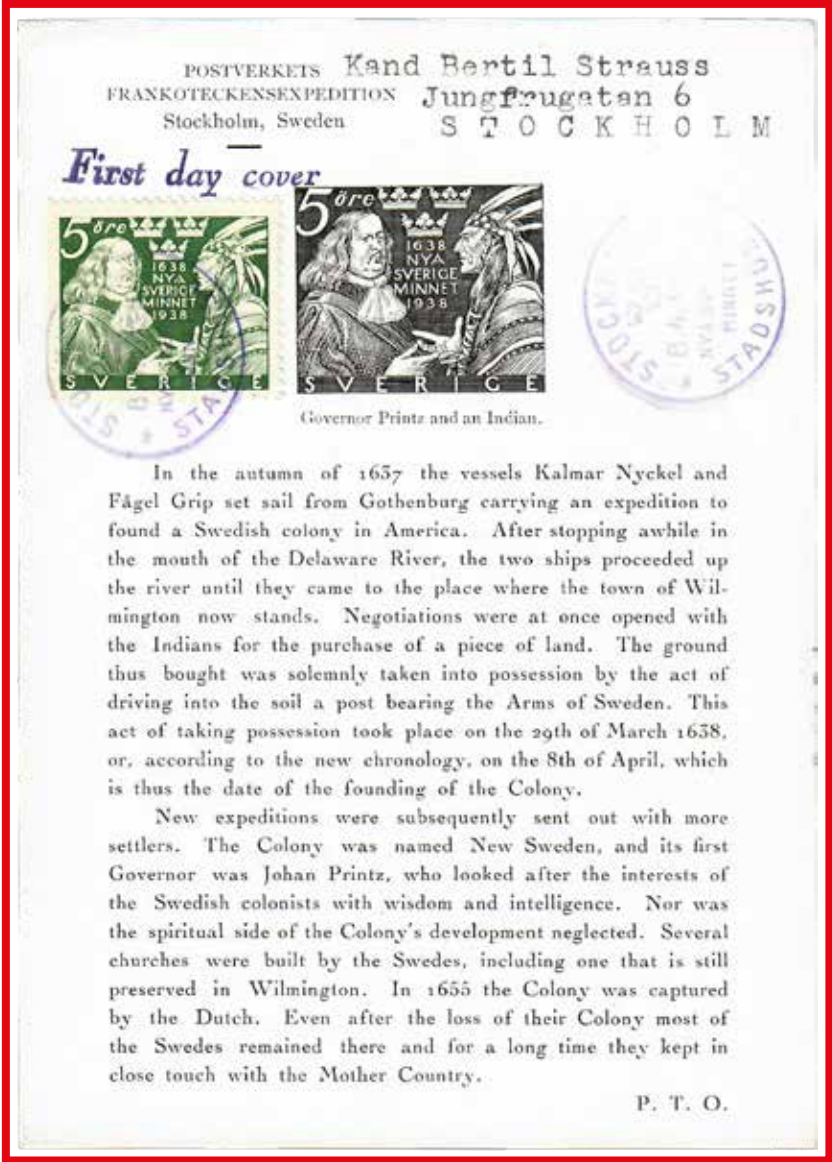 POSTVERKETS
FRANKOTECKENSEXPEDITION
Stockholm, Sweden
Kand Bertil Strauss
Jungfrugatan 6
STOCKHOLM
First day cover
5 öre
1638
NYA
SVERIGE
MINNET
1938
SVERIGE
5 öre
1638
NYA
SVERIGE
MINNET
1938
SVERIGE
STO
STAD
STOCK
STADSHU
MINNET
Governor Printz and an Indian.
In the autumn of 1637 the vessels Kalmar Nyckel and
Fågel Grip set sail from Gothenburg carrying an expedition to
found a Swedish colony in America. After stopping awhile in
the mouth of the Delaware River, the two ships proceeded up
the river until they came to the place where the town of Wil-
mington now stands. Negotiations were at once opened with
the Indians for the purchase of a piece of land. The ground
thus bought was solemnly taken into possession by the act of
driving into the soil a post bearing the Arms of Sweden. This
act of taking possession took place on the 29th of March 1638,
or, according to the new chronology, on the 8th of April, which
is thus the date of the founding of the Colony.
New expeditions were subsequently sent out with more
settlers. The Colony was named New Sweden, and its first
Governor was Johan Printz, who looked after the interests of
the Swedish colonists with wisdom and intelligence. Nor was
the spiritual side of the Colony's development neglected. Several
churches were built by the Swedes, including one that is still
preserved in Wilmington. In 1655 the Colony was captured
by the Dutch. Even after the loss of their Colony most of
the Swedes remained there and for a long time they kept in
close touch with the Mother Country.
P. T. O.